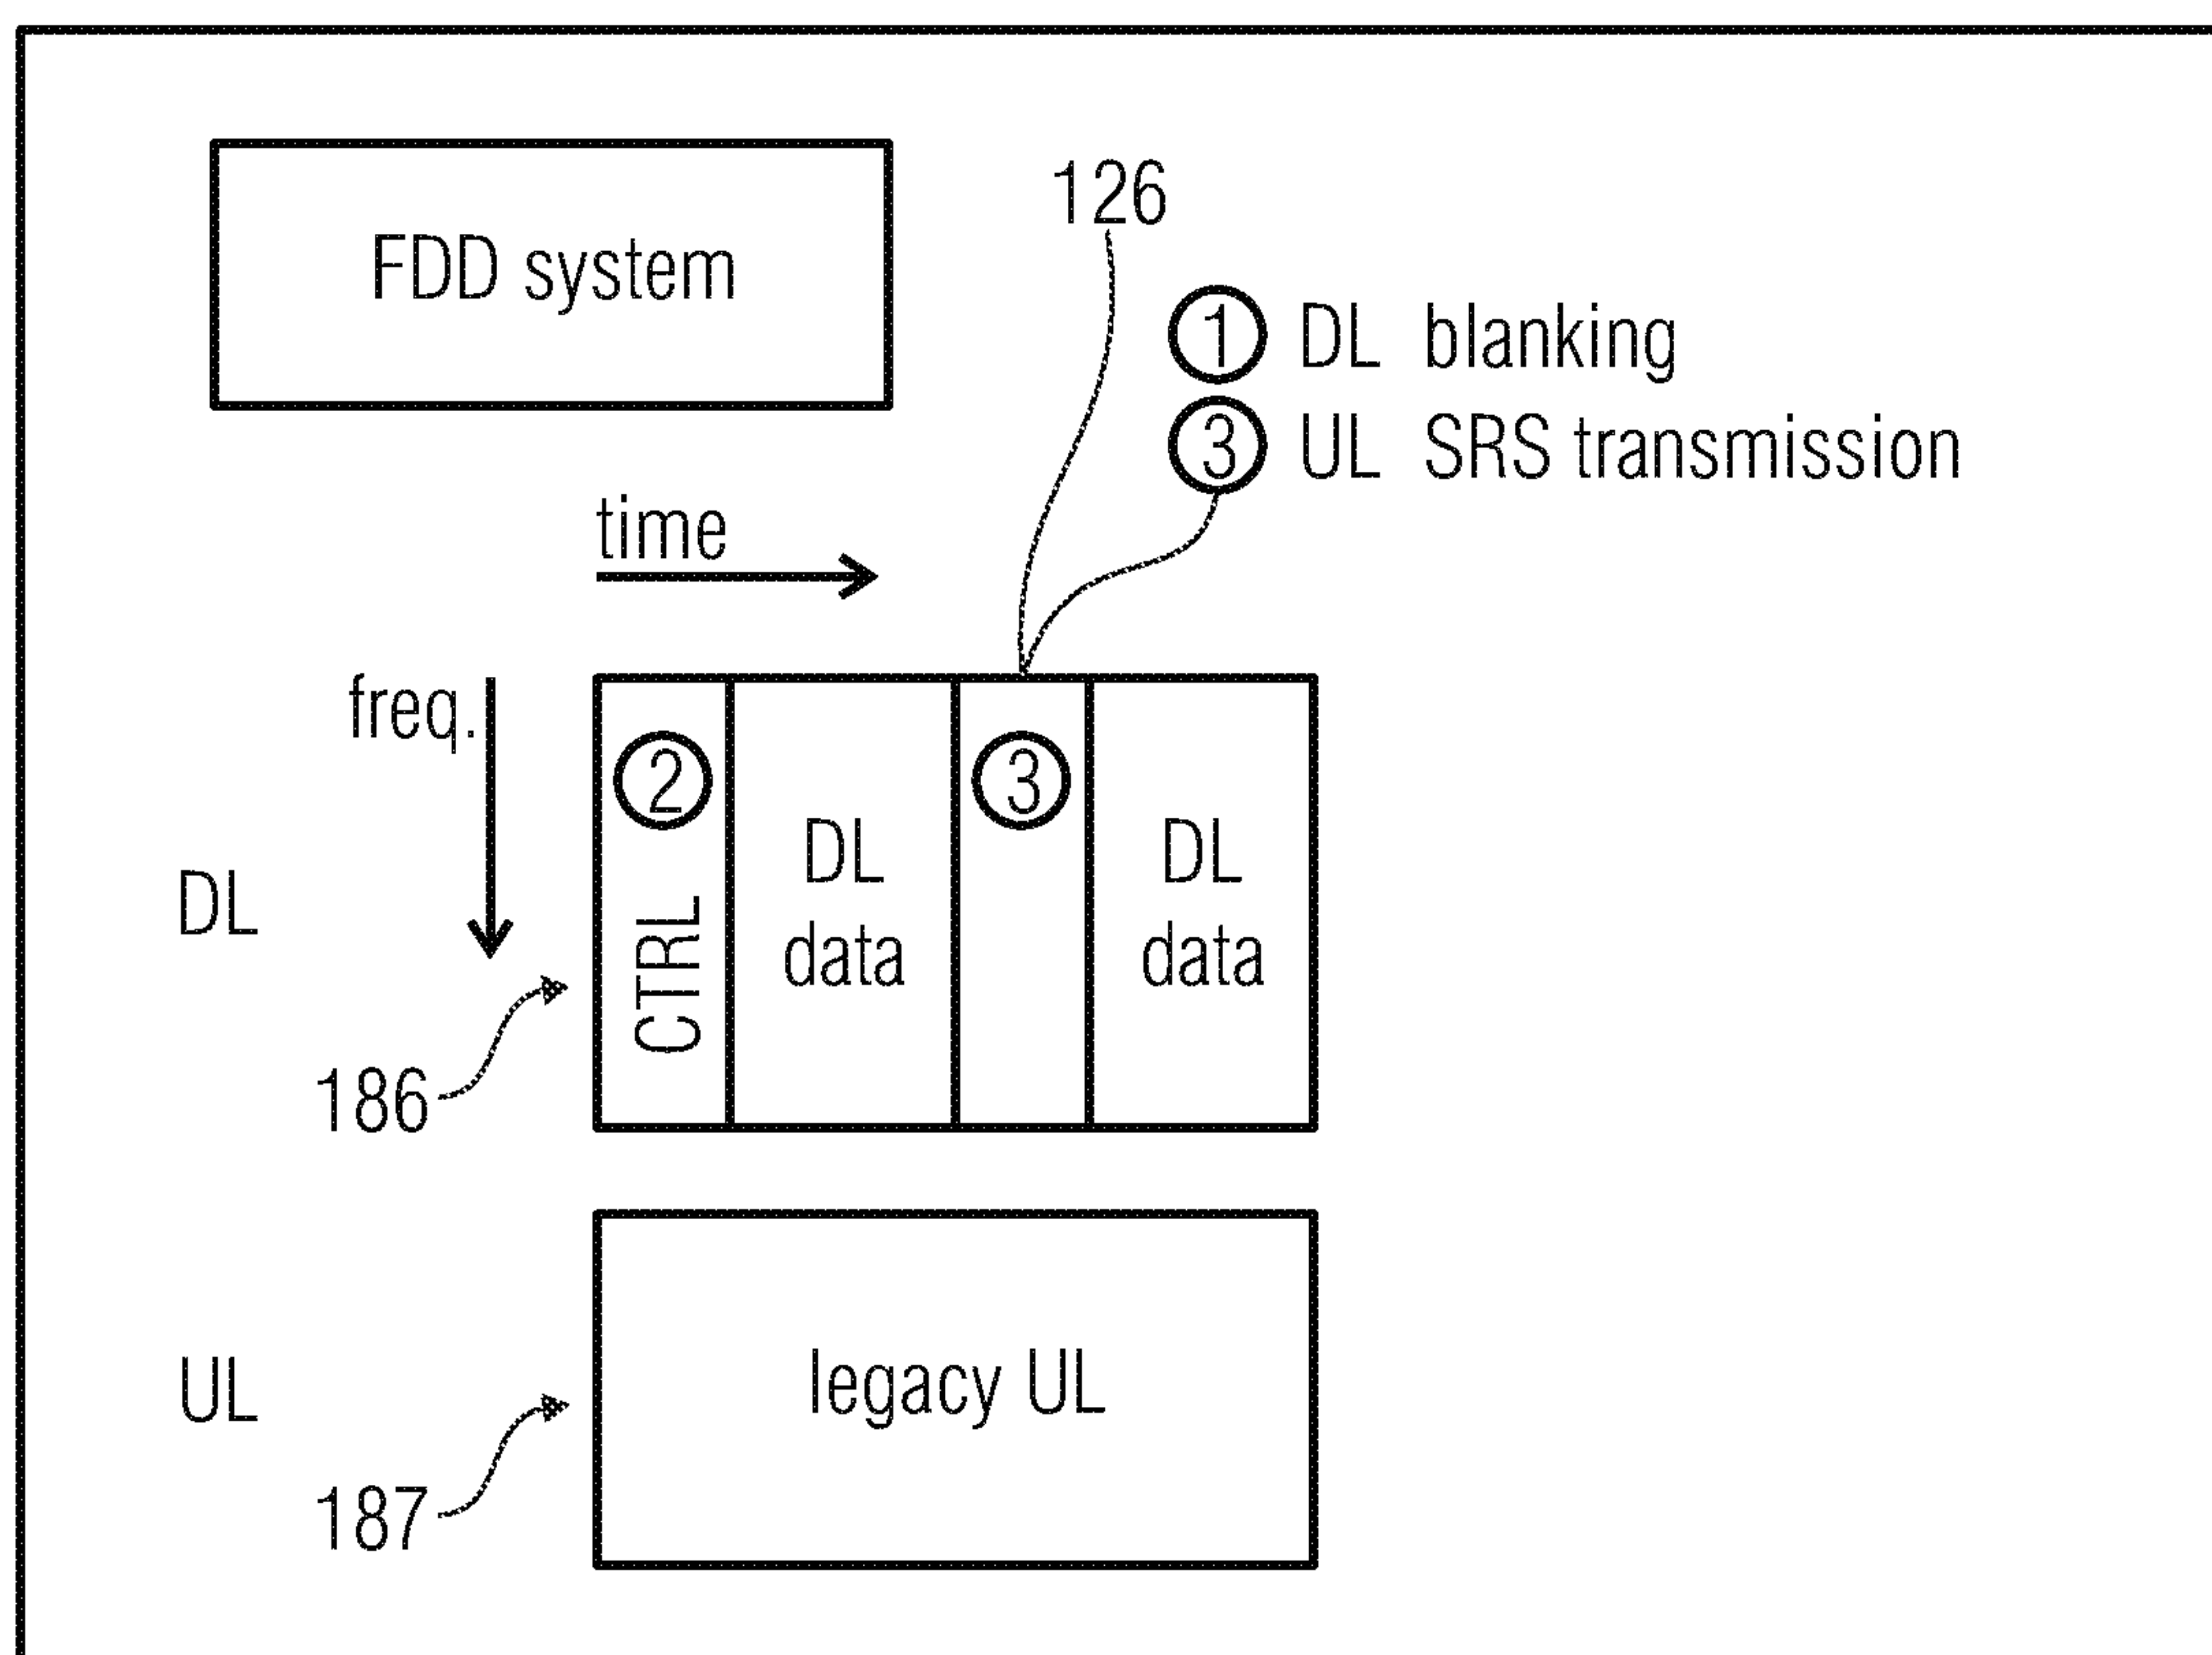 FDD system
126
① DL blanking
③ UL SRS transmission
time
freq.
② ③
CTRL
DL data
DL data
DL
186
legacy UL
UL
187